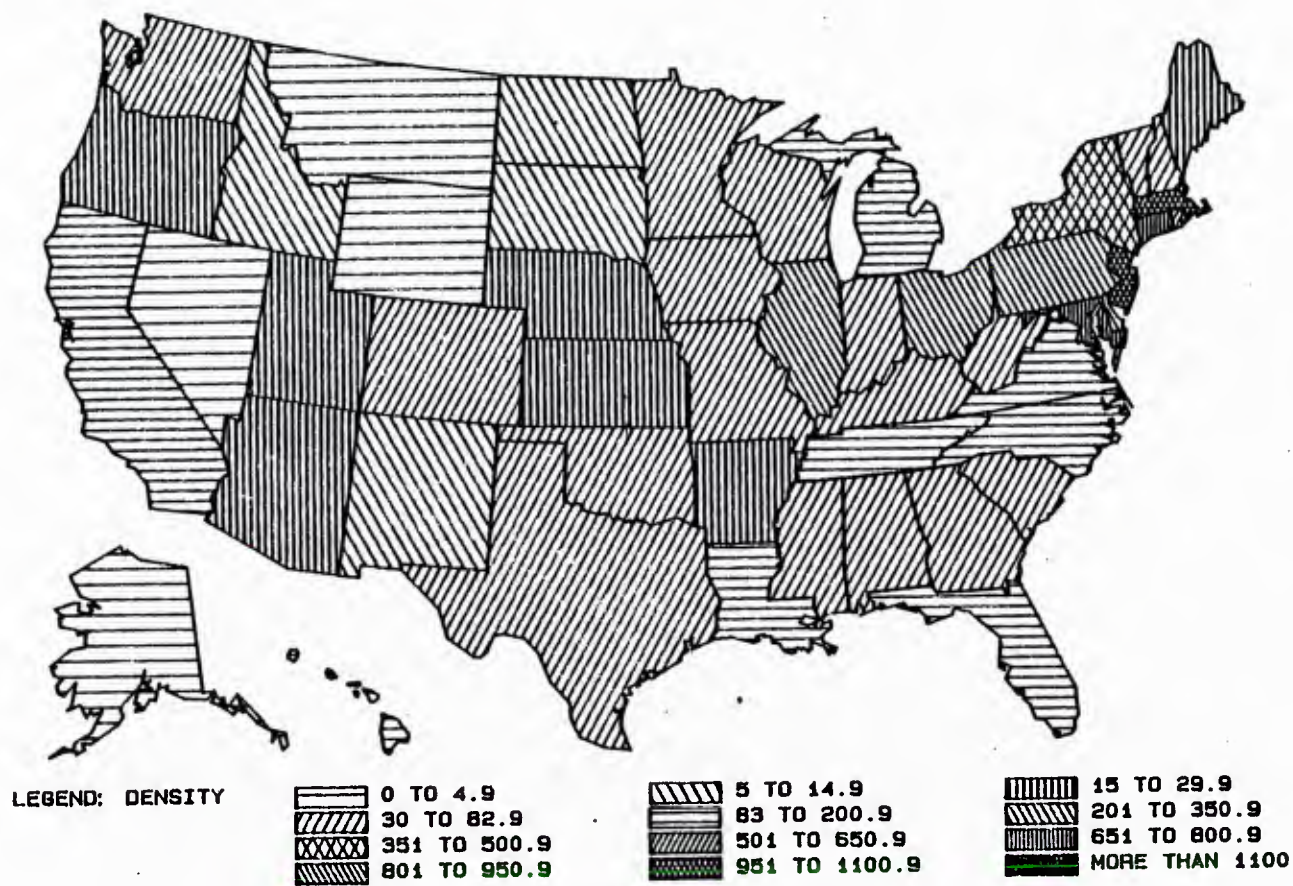 LEGEND: DENSITY
0 TO 4.9
5 TO 14.9
15 TO 29.9
30 TO 82.9
83 TO 200.9
201 TO 350.9
351 TO 500.9
501 TO 650.9
651 TO 800.9
801 TO 950.9
951 TO 1100.9
MORE THAN 1100